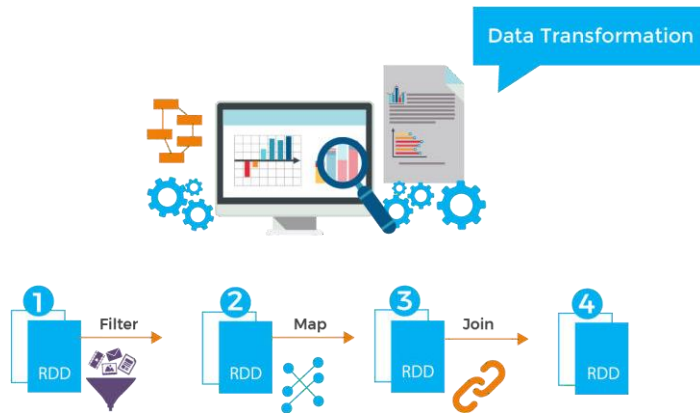 Data Transformation
1
2
3
4
Filter
Map
Join
RDD
RDD
RDD
RDD